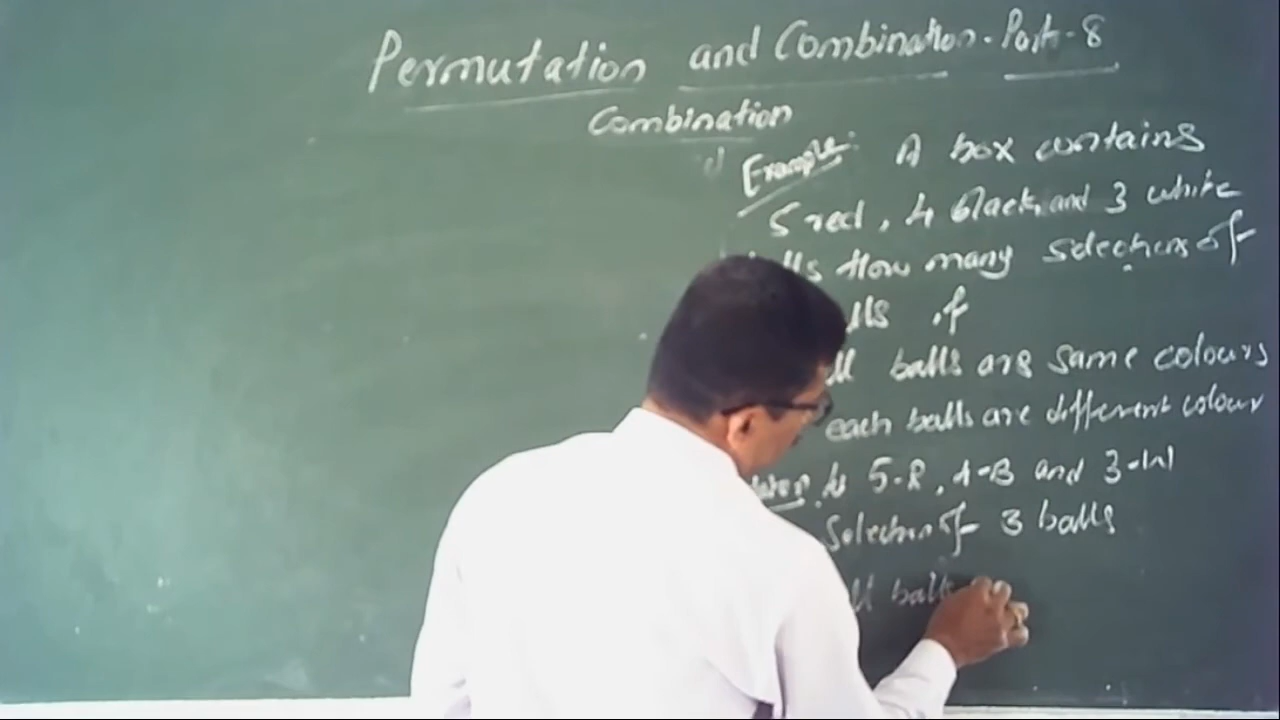 Permutation and Combination. Part-8
Combination
Example: A box contains
5 red, 4 black and 3 white
How many selections of
if
balls are same colours
each balls are different colour
5-R, 4-B and 3-W
Selection of 3 balls